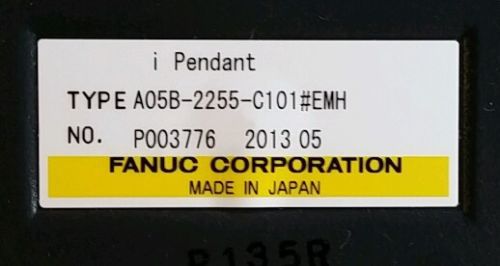 i Pendant
TYPE A05B-2255-C101#EMH
NO. P003776 2013 05
FANUC CORPORATION
MADE IN JAPAN